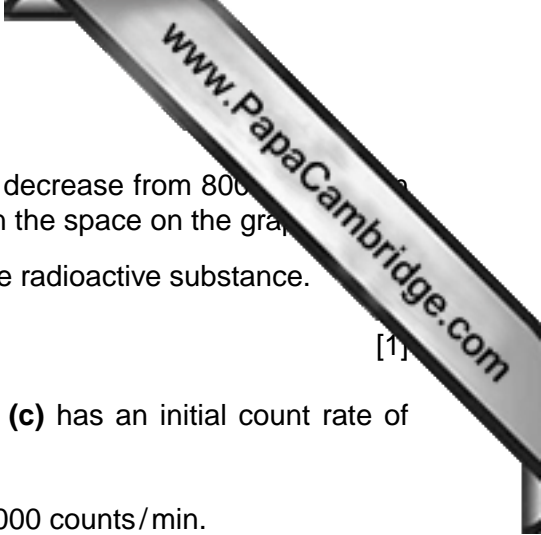 www.PapaCambridge.com
decrease from 800
the space on the
e radioactive substance.
[1]
(c) has an initial count rate of
000 counts/min.